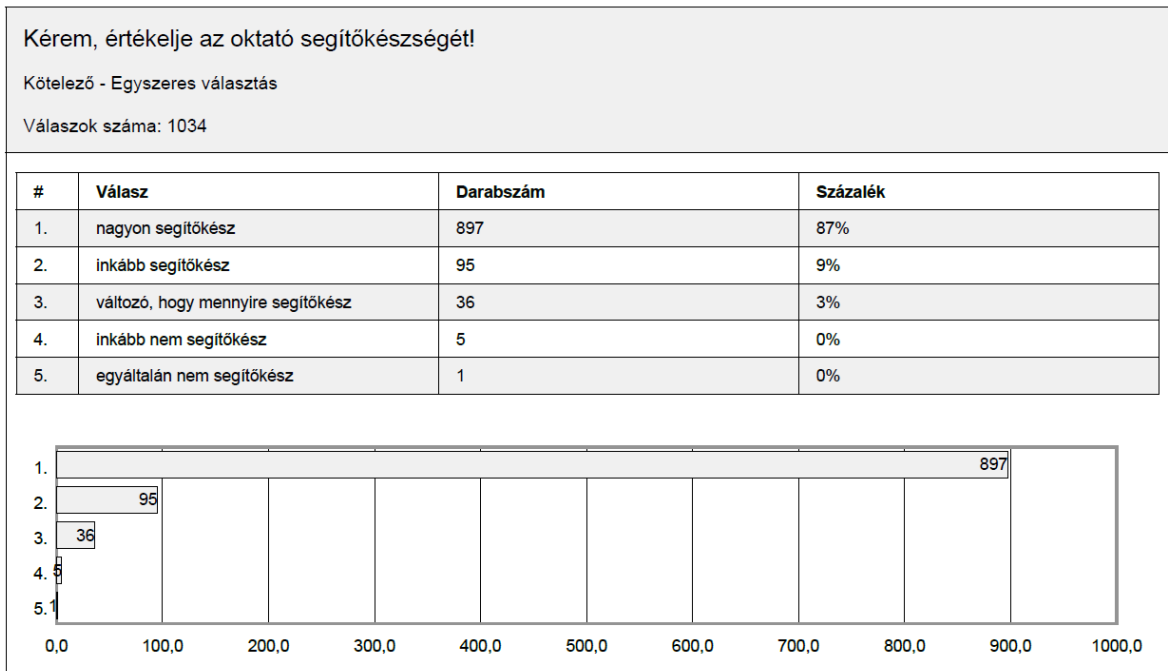 Kérem, értékelje az oktató segítőkészségét!
Kötelező - Egyszeres választás
Válaszok száma: 1034
# Válasz Darabszám Százalék
1. nagyon segítőkész 897 87%
2. inkább segítőkész 95 9%
3. változó, hogy mennyire segítőkész 36 3%
4. inkább nem segítőkész 5 0%
5. egyáltalán nem segítőkész 1 0%
1. 897
2. 95
3. 36
4. 5
5. 1
0,0 100,0 200,0 300,0 400,0 500,0 600,0 700,0 800,0 900,0 1000,0